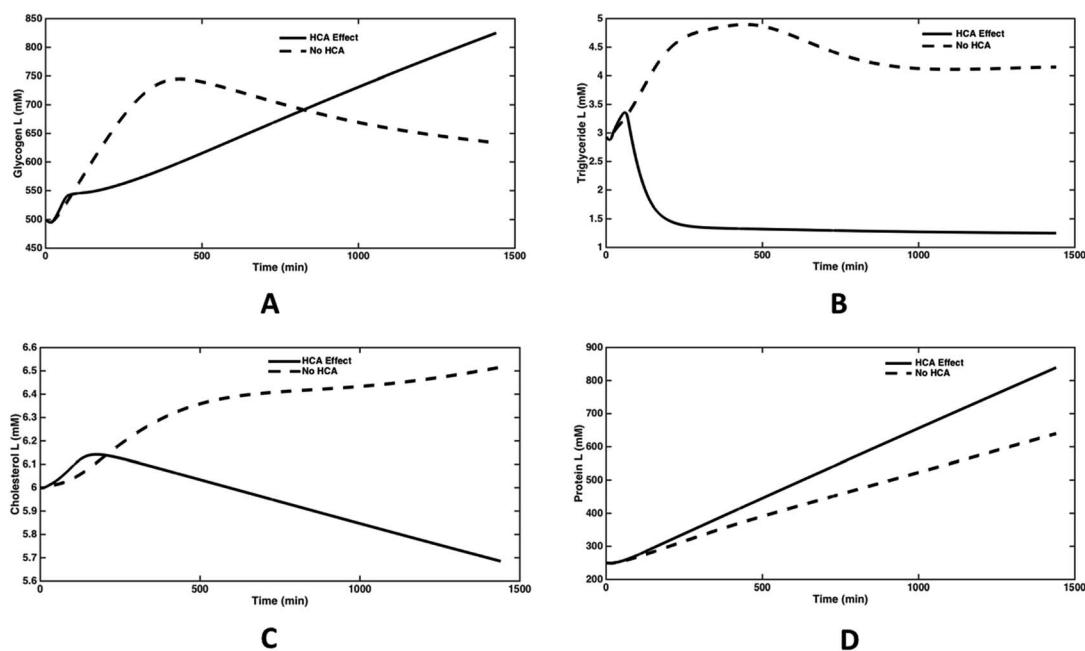 850
800
750
700
650
600
550
500
450
Glycogen L (mM)
HCA Effect
No HCA
0
500
1000
1500
Time (min)
A
5
4.5
4
3.5
3
2.5
2
1.5
1
Triglyceride L (mM)
HCA Effect
No HCA
0
500
1000
1500
Time (min)
B
6.6
6.5
6.4
6.3
6.2
6.1
6
5.9
5.8
5.7
5.6
Cholesterol L (mM)
HCA Effect
No HCA
0
500
1000
1500
Time (min)
C
900
800
700
600
500
400
300
200
Protein L (mM)
HCA Effect
No HCA
0
500
1000
1500
Time (min)
D